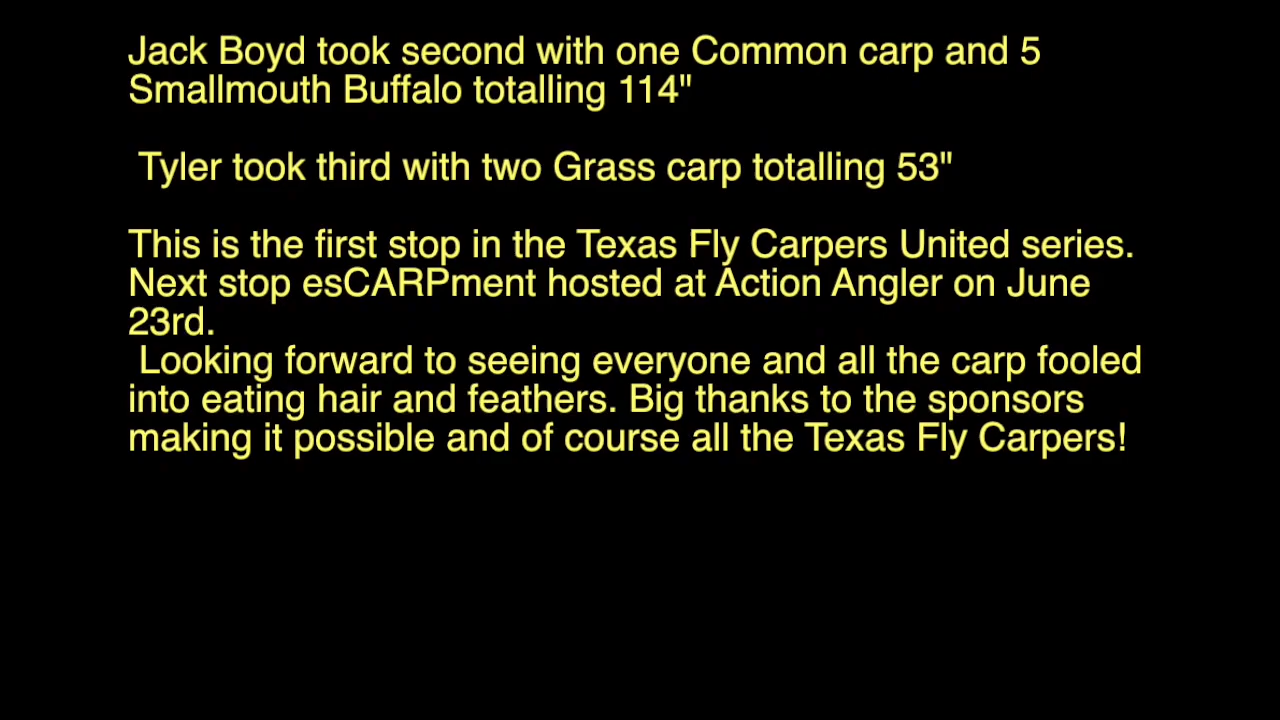 Jack Boyd took second with one Common carp and 5
Smallmouth Buffalo totalling 114"
Tyler took third with two Grass carp totalling 53"
This is the first stop in the Texas Fly Carpers United series.
Next stop esCARPment hosted at Action Angler on June
23rd.
Looking forward to seeing everyone and all the carp fooled
into eating hair and feathers. Big thanks to the sponsors
making it possible and of course all the Texas Fly Carpers!